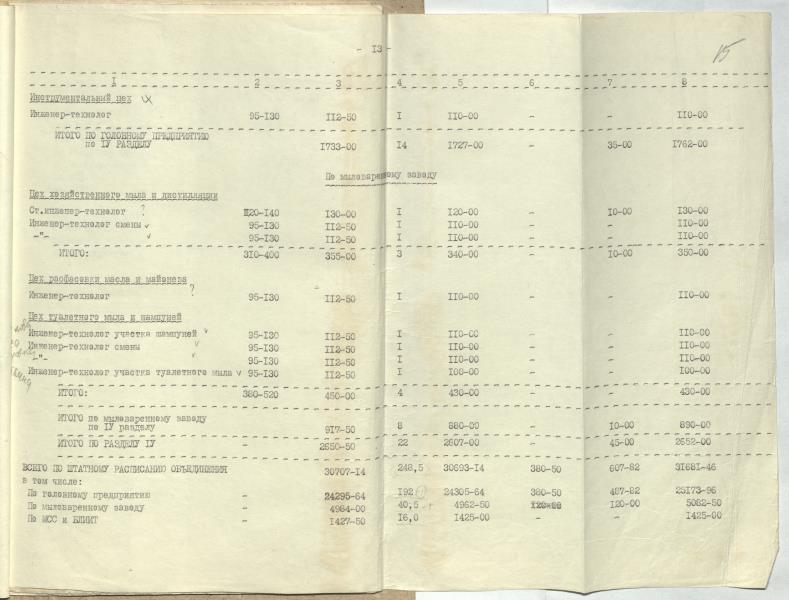 - 13 -
15
1 2 3 4 5 6 7 8
Инструментальный цех
Инженер-технолог 95-130 112-50 1 110-00 - 110-00
ИТОГО ПО ГОЛОВНОМУ ПРЕДПРИЯТИЮ
по IУ РАЗДЕЛУ 1733-00 14 1727-00 - 35-00 1762-00
По мыловаренному заводу
Цех хозяйственного мыла и дистилляции
Ст.инженер-технолог ? 120-140 130-00 1 120-00 - 10-00 130-00
Инженер-технолог смены 95-130 112-50 1 110-00 - - 110-00
-"- 95-130 112-50 1 110-00 - - 110-00
ИТОГО: 310-400 355-00 3 340-00 - 10-00 350-00
Цех расфасовки масла и майонеза
Инженер-технолог ? 95-130 112-50 1 110-00 - - 110-00
Цех туалетного мыла и шампуней
Инженер-технолог участка шампуней 95-130 112-50 1 110-00 - - 110-00
Инженер-технолог смены 95-130 112-50 1 110-00 - - 110-00
-"- 95-130 112-50 1 110-00 - - 110-00
Инженер-технолог участка туалетного мыла 95-130 112-50 1 100-00 - - 100-00
ИТОГО: 380-520 450-00 4 430-00 - - 430-00
ИТОГО по мыловаренному заводу
по IУ разделу 917-50 8 880-00 - 10-00 890-00
ИТОГО ПО РАЗДЕЛУ IУ - 2650-50 22 2607-00 - 45-00 2652-00
ВСЕГО ПО ШТАТНОМУ РАСПИСАНИЮ ОБЪЕДИНЕНИЯ 30707-14 248,5 30693-14 380-50 607-82 31681-46
в том числе:
По головному предприятию - 24295-64 192 24305-64 380-50 487-82 25173-96
По мыловаренному заводу - 4984-00 40,5 4962-50 120-00 5082-50
По МСС и БЛИИТ - 1427-50 16,0 1425-00 - - 1425-00